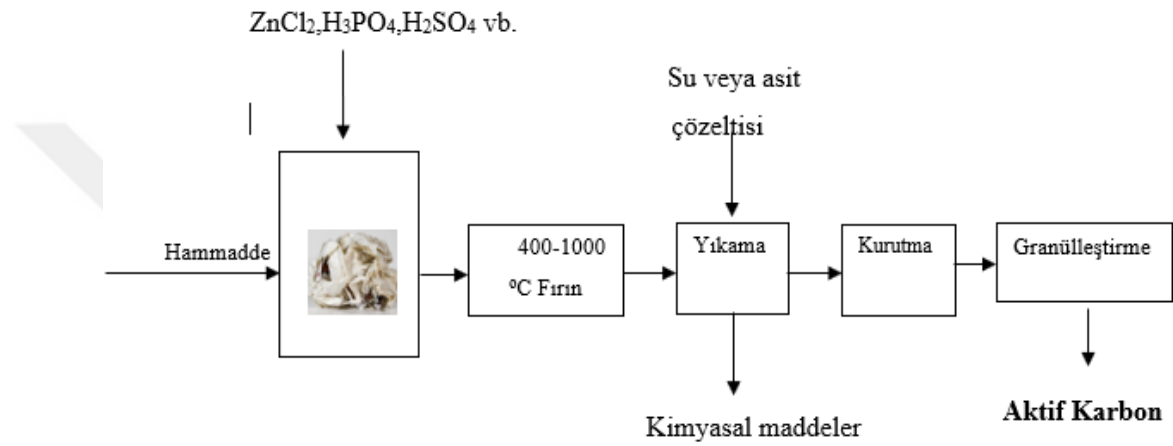 ZnCl₂,H₃PO₄,H₂SO₄ vb.
Su veya asit
çözeltisi
Hammadde
400-1000
⁰C Fırın
Yıkama
Kurutma
Granülleştirme
Kimyasal maddeler
Aktif Karbon